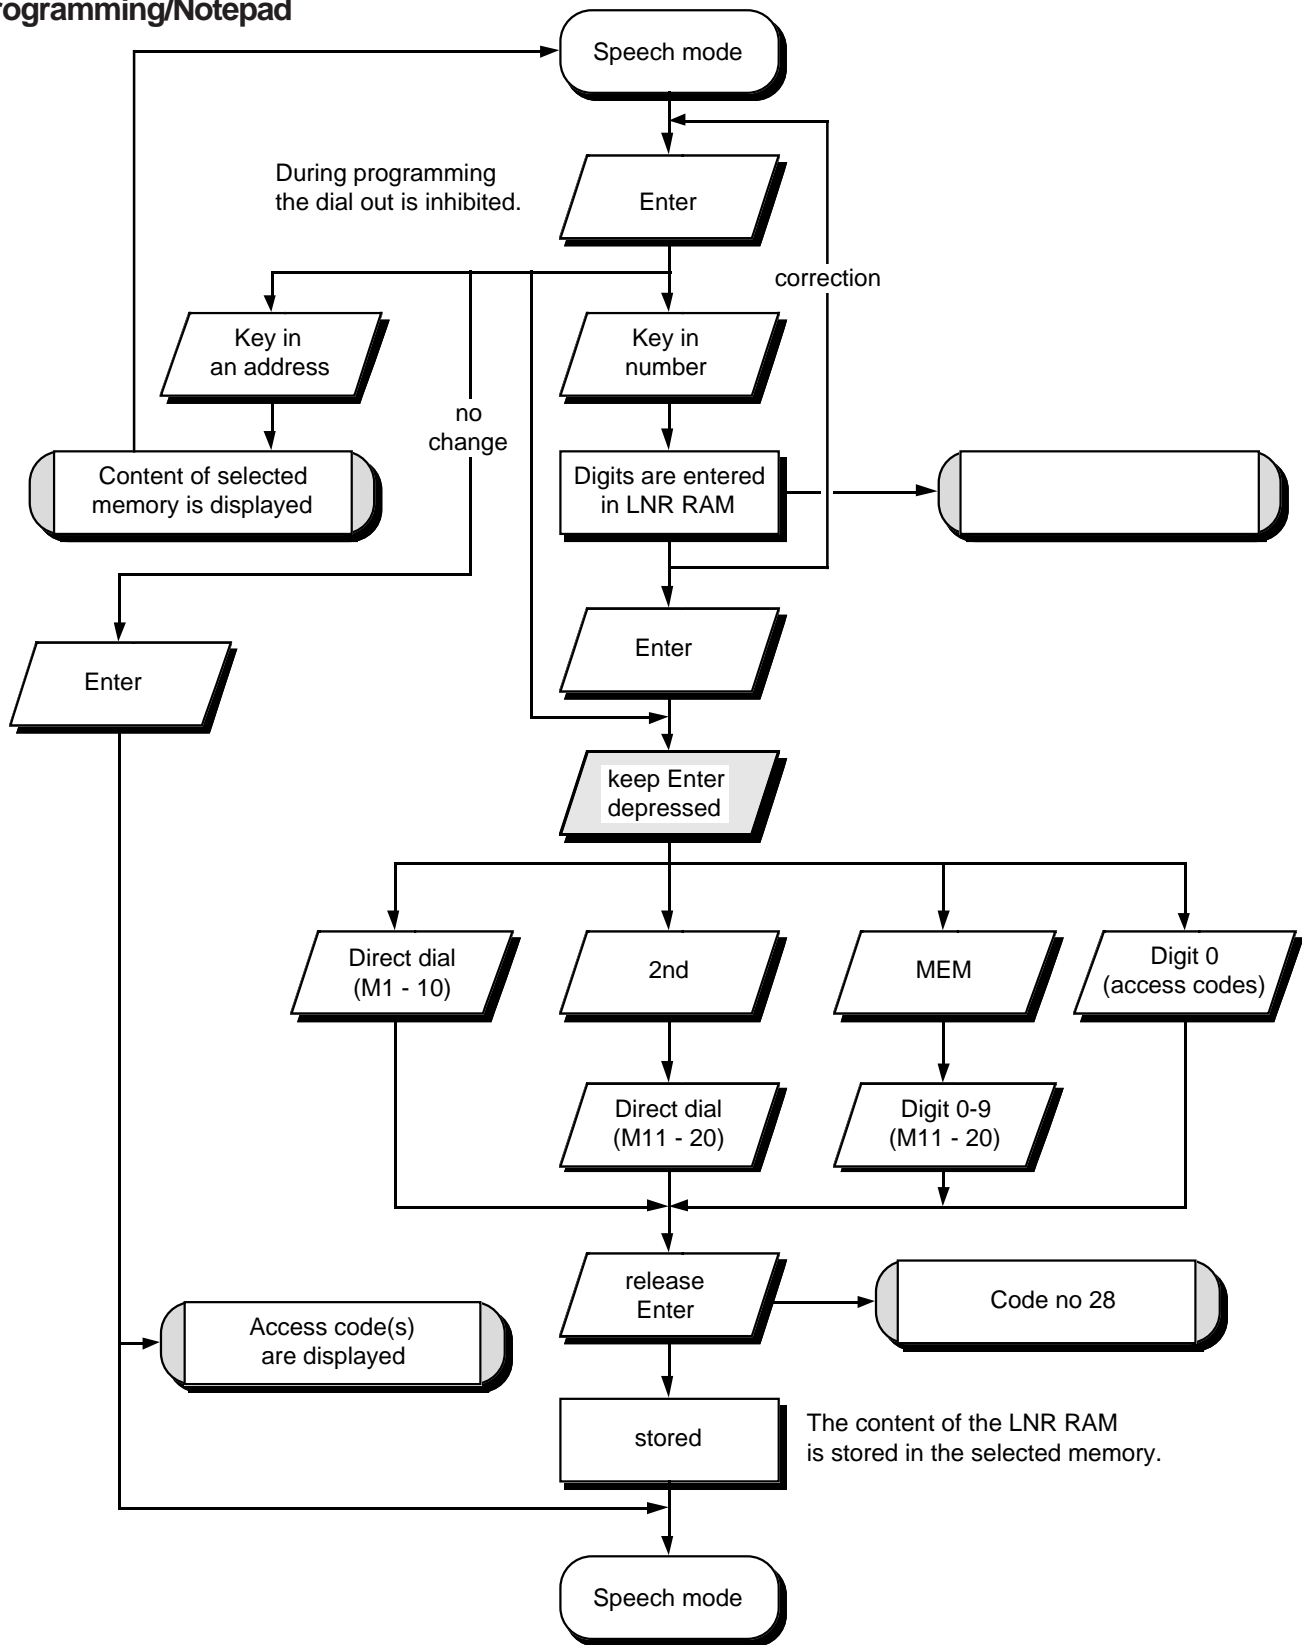 rogramming/Notepad
Speech mode
During programming
the dial out is inhibited.
Enter
correction
Key in
an address
Key in
number
no
change
Content of selected
memory is displayed
Digits are entered
in LNR RAM
Enter
Enter
keep Enter
depressed
Direct dial
(M1 - 10)
2nd
MEM
Digit 0
(access codes)
Direct dial
(M11 - 20)
Digit 0-9
(M11 - 20)
release
Enter
Code no 28
Access code(s)
are displayed
stored
The content of the LNR RAM
is stored in the selected memory.
Speech mode